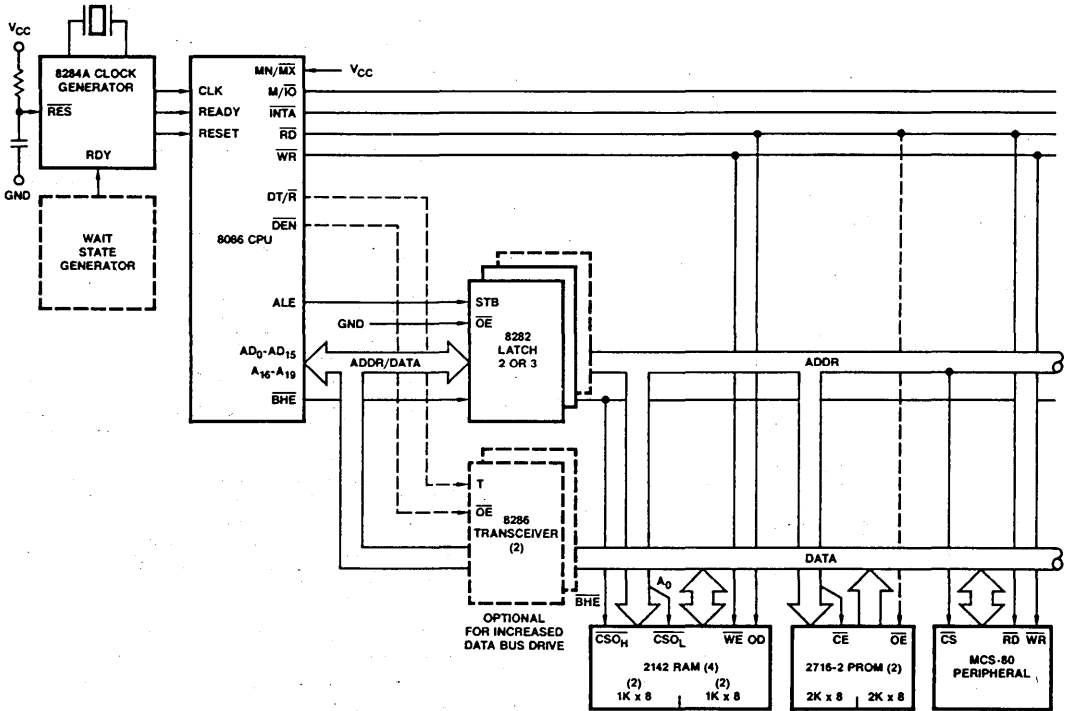 VCC
8284A CLOCK
GENERATOR
RES
RDY
GND
WAIT
STATE
GENERATOR
CLK
READY
RESET
8086 CPU
MN/MX
VCC
M/IO
INTA
RD
WR
DT/R
DEN
ALE
AD0-AD15
A16-A19
BHE
ADDR/DATA
GND
STB
OE
8282
LATCH
2 OR 3
ADDR
T
OE
8286
TRANSCEIVER
(2)
OPTIONAL
FOR INCREASED
DATA BUS DRIVE
DATA
BHE
A0
CSOH
CSOL
WE OD
2142 RAM (4)
(2)
1K x 8
(2)
1K x 8
CE
OE
2716-2 PROM (2)
2K x 8
2K x 8
CS
RD WR
MCS-80
PERIPHERAL